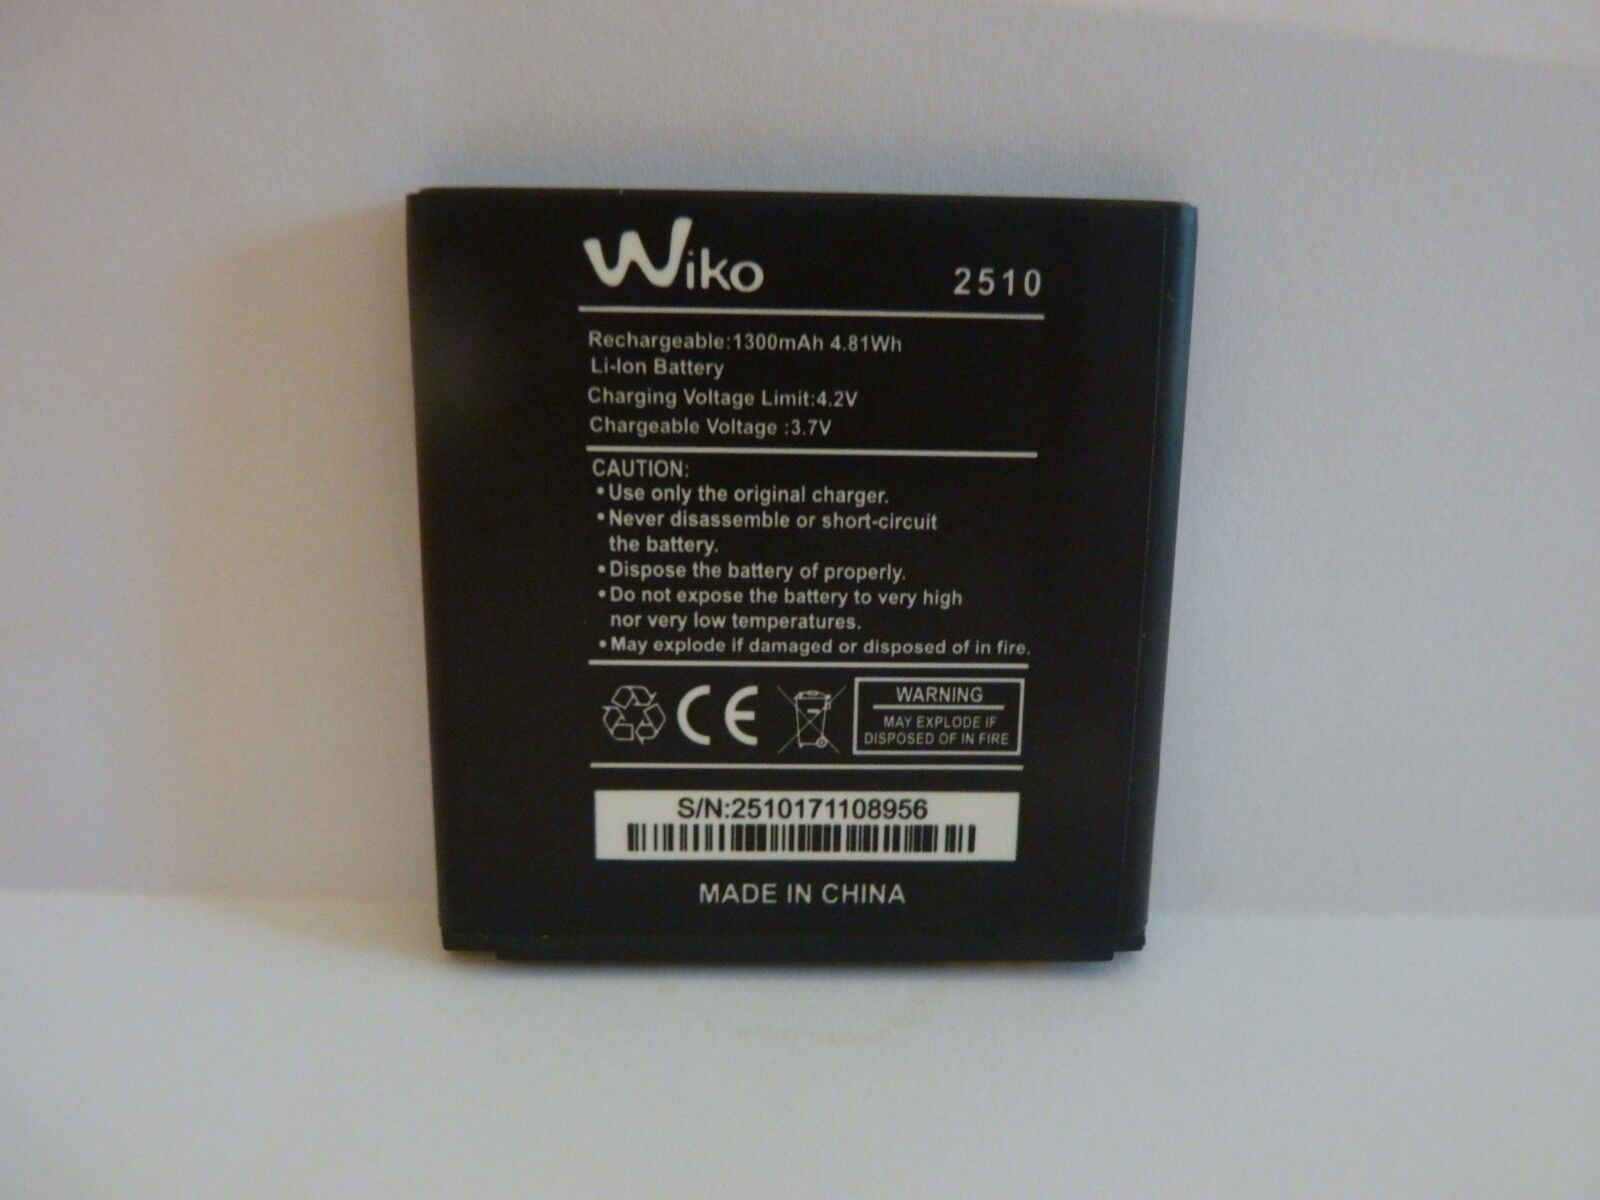 Wiko 2510
Rechargeable:1300mAh 4.81Wh
Li-Ion Battery
Charging Voltage Limit:4.2V
Chargeable Voltage :3.7V
CAUTION:
•Use only the original charger.
•Never disassemble or short-circuit
the battery.
•Dispose the battery of properly.
•Do not expose the battery to very high
nor very low temperatures.
•May explode if damaged or disposed of in fire.
CE
WARNING
MAY EXPLODE IF
DISPOSED OF IN FIRE
S/N:2510171108956
MADE IN CHINA